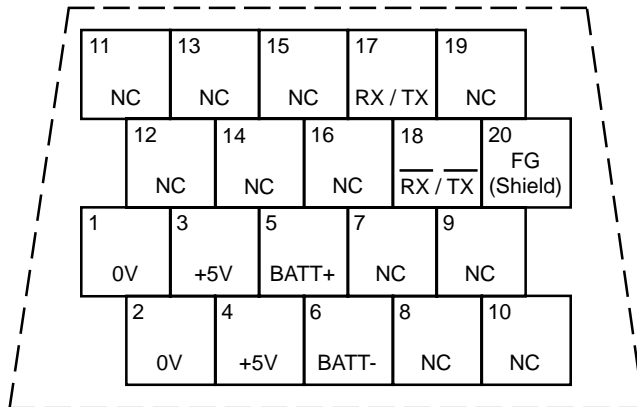 11 13 15 17 19
NC NC NC RX / TX NC
12 14 16 18 20
NC NC NC R̅X̅ / T̅X̅ FG
(Shield)
1 3 5 7 9
0V +5V BATT+ NC NC
2 4 6 8 10
0V +5V BATT- NC NC